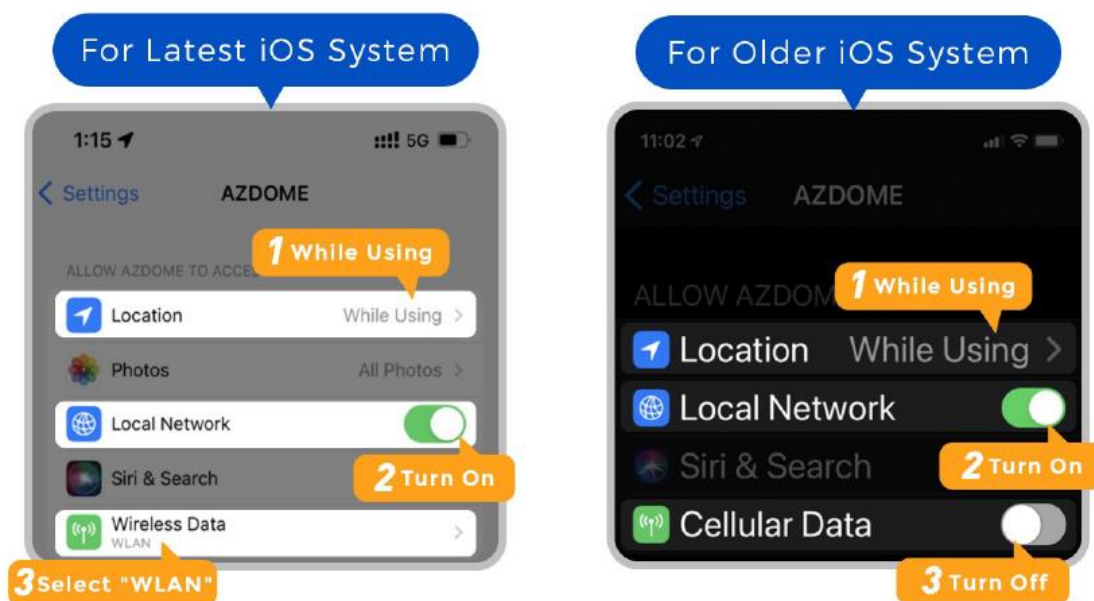 For Latest iOS System
1:15
5G
Settings
AZDOME
1 While Using
ALLOW AZDOME TO ACCE
Location
While Using
Photos
All Photos
Local Network
2 Turn On
Siri & Search
Wireless Data
WLAN
3 Select "WLAN"
For Older iOS System
11:02
Settings
AZDOME
1 While Using
ALLOW AZDOM
Location
While Using
Local Network
2 Turn On
Siri & Search
Cellular Data
3 Turn Off